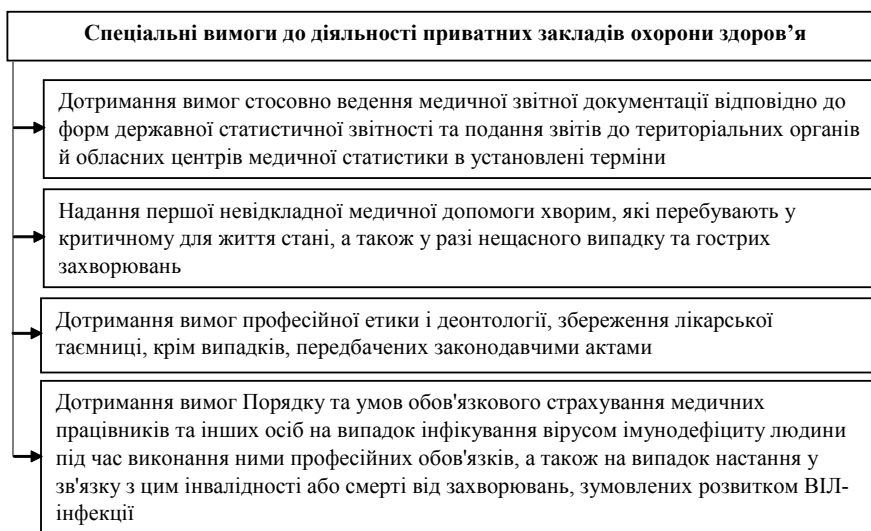 Спеціальні вимоги до діяльності приватних закладів охорони здоров’я
Дотримання вимог стосовно ведення медичної звітної документації відповідно до
форм державної статистичної звітності та подання звітів до територіальних органів
й обласних центрів медичної статистики в установлені терміни
Надання першої невідкладної медичної допомоги хворим, які перебувають у
критичному для життя стані, а також у разі нещасного випадку та гострих
захворювань
Дотримання вимог професійної етики і деонтології, збереження лікарської
таємниці, крім випадків, передбачених законодавчими актами
Дотримання вимог Порядку та умов обов'язкового страхування медичних
працівників та інших осіб на випадок інфікування вірусом імунодефіциту людини
під час виконання ними професійних обов'язків, а також на випадок настання у
зв'язку з цим інвалідності або смерті від захворювань, зумовлених розвитком ВІЛ-
інфекції